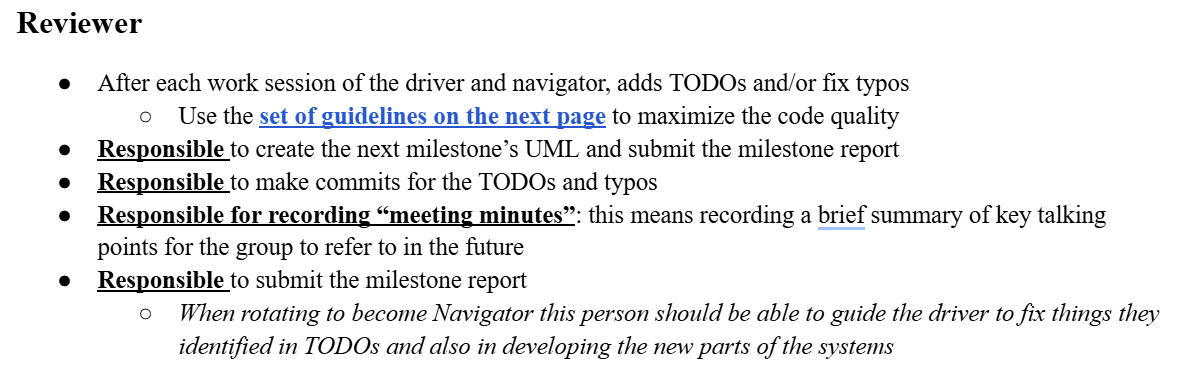 Reviewer
● After each work session of the driver and navigator, adds TODOs and/or fix typos
○ Use the set of guidelines on the next page to maximize the code quality
● Responsible to create the next milestone’s UML and submit the milestone report
● Responsible to make commits for the TODOs and typos
● Responsible for recording “meeting minutes”: this means recording a brief summary of key talking
points for the group to refer to in the future
● Responsible to submit the milestone report
○ When rotating to become Navigator this person should be able to guide the driver to fix things they
identified in TODOs and also in developing the new parts of the systems